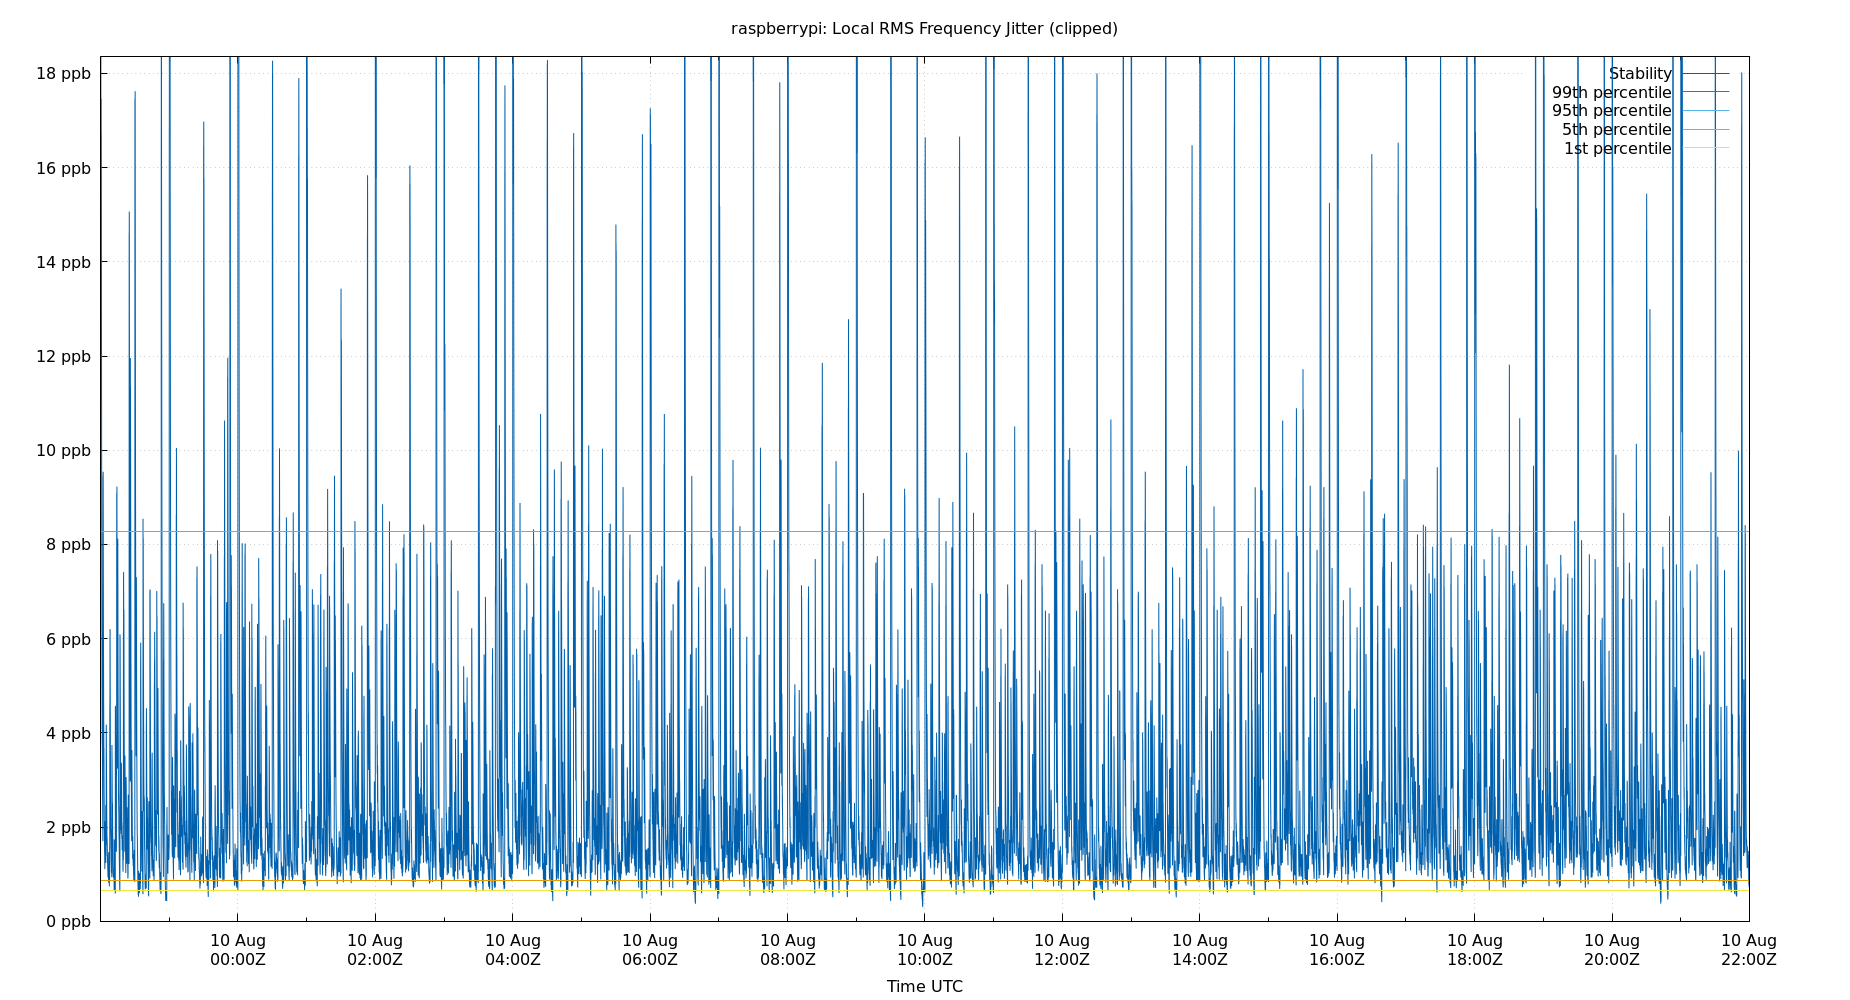 raspberrypi: Local RMS Frequency Jitter (clipped)
18 ppb
16 ppb
14 ppb
12 ppb
10 ppb
8 ppb
6 ppb
4 ppb
2 ppb
0 ppb
Stability
99th percentile
95th percentile
5th percentile
1st percentile
10 Aug
00:00Z
10 Aug
02:00Z
10 Aug
04:00Z
10 Aug
06:00Z
10 Aug
08:00Z
10 Aug
10:00Z
10 Aug
12:00Z
10 Aug
14:00Z
10 Aug
16:00Z
10 Aug
18:00Z
10 Aug
20:00Z
10 Aug
22:00Z
Time UTC